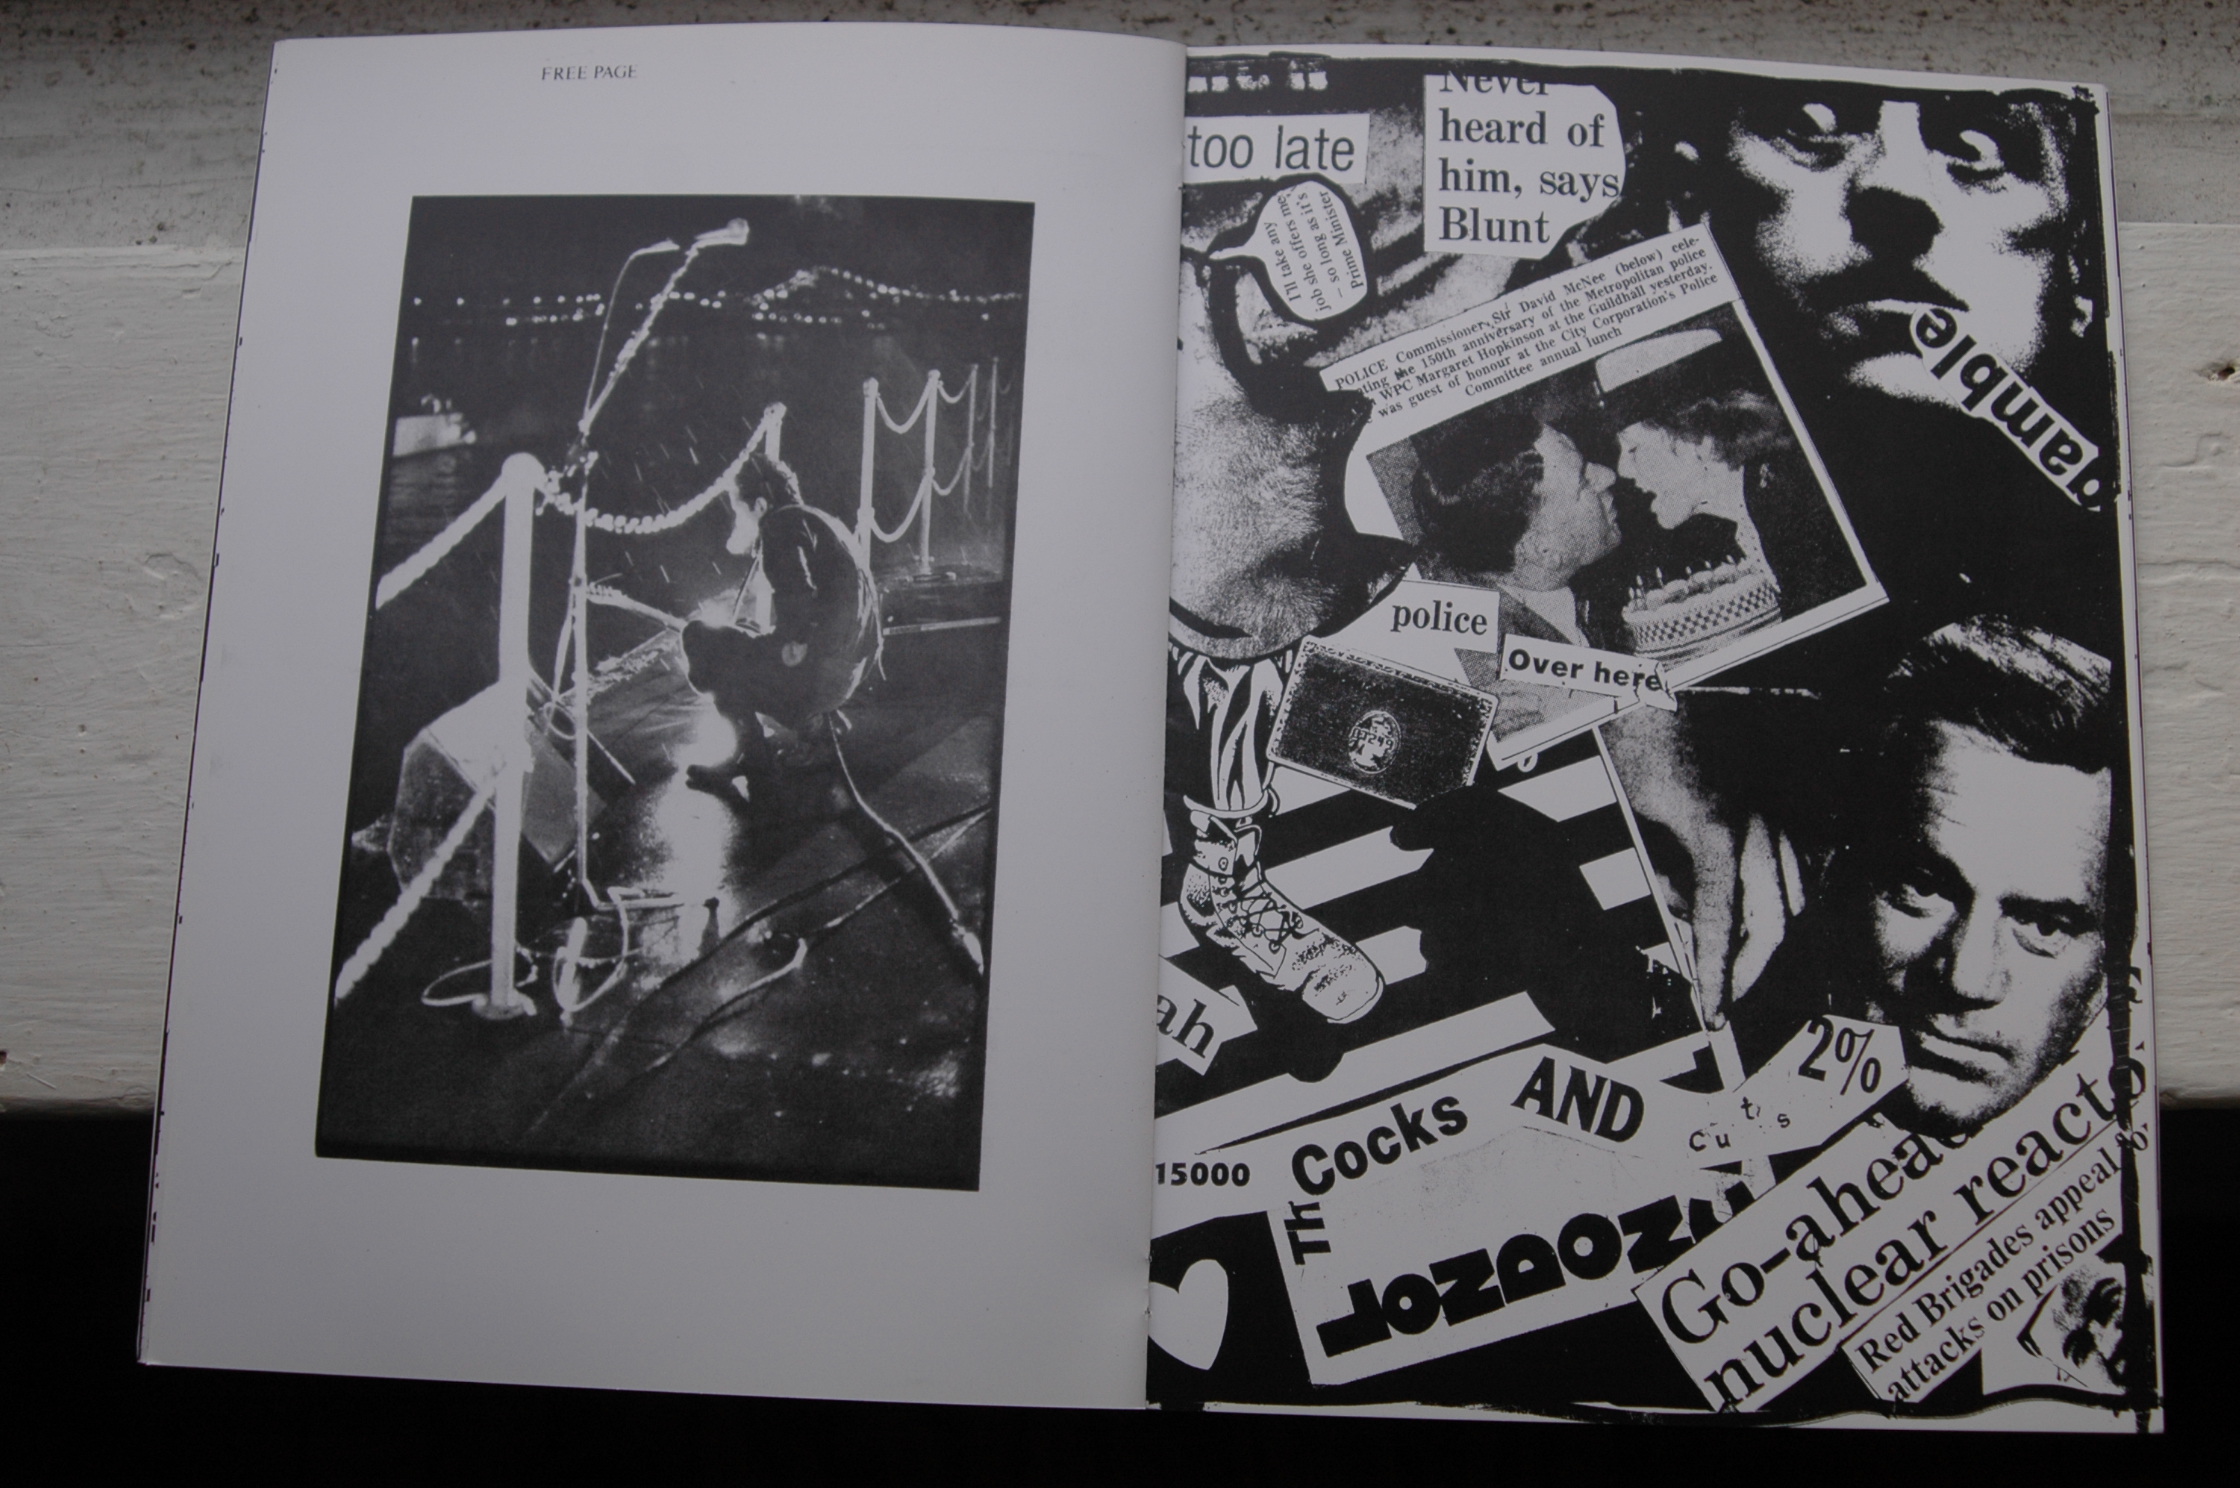 FREE PAGE
too late
Never
heard of
him, says
Blunt
I'll take any
job she offers me,
– so long as it's
Prime Minister
gamble
POLICE Commissioner, Sir David McNee (below) cele-
ating the 150th anniversary of the Metropolitan police
WPC Margaret Hopkinson at the Guildhall yesterday.
was guest of honour at the City Corporation's Police
Committee annual lunch
police
Over here
ah
2%
cuts
15000
Th Cocks AND
LONDON
Go-ahead
nuclear reacto
Red Brigades appeal
attacks on prisons